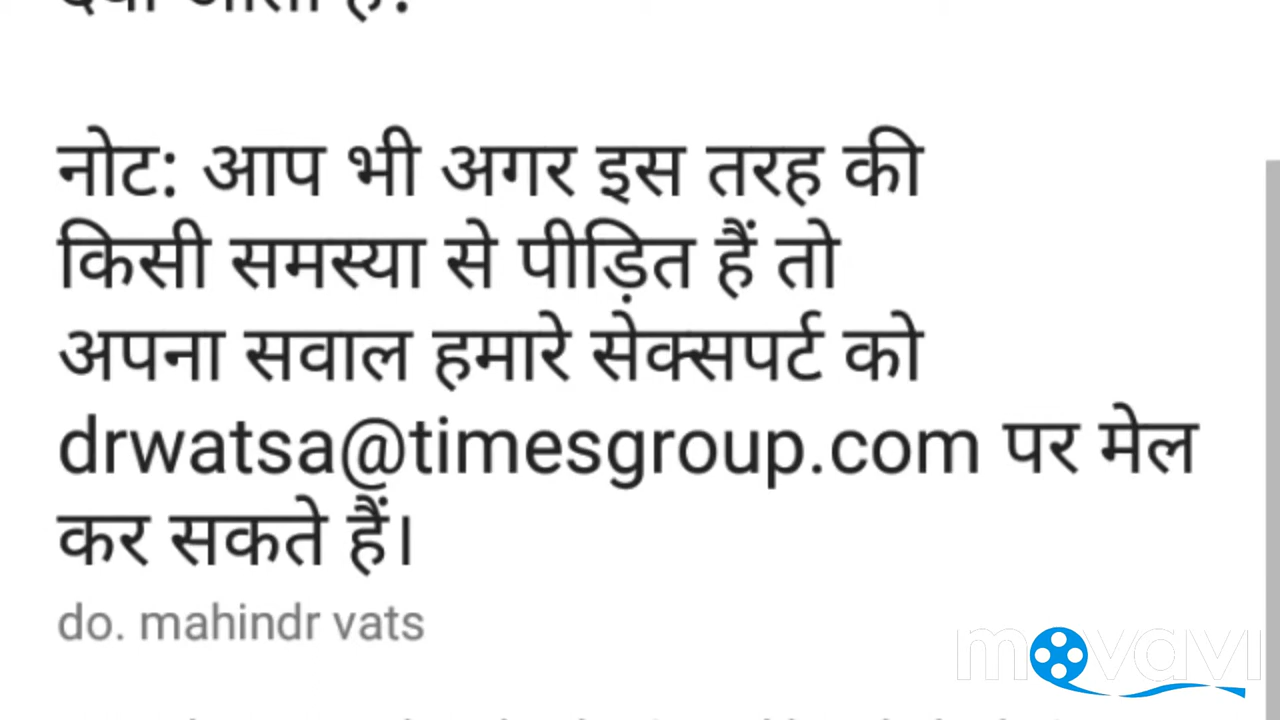 नोट: आप भी अगर इस तरह की
किसी समस्या से पीड़ित हैं तो
अपना सवाल हमारे सेक्सपर्ट को
drwatsa@timesgroup.com पर मेल
कर सकते हैं।
do. mahindr vats
movavi